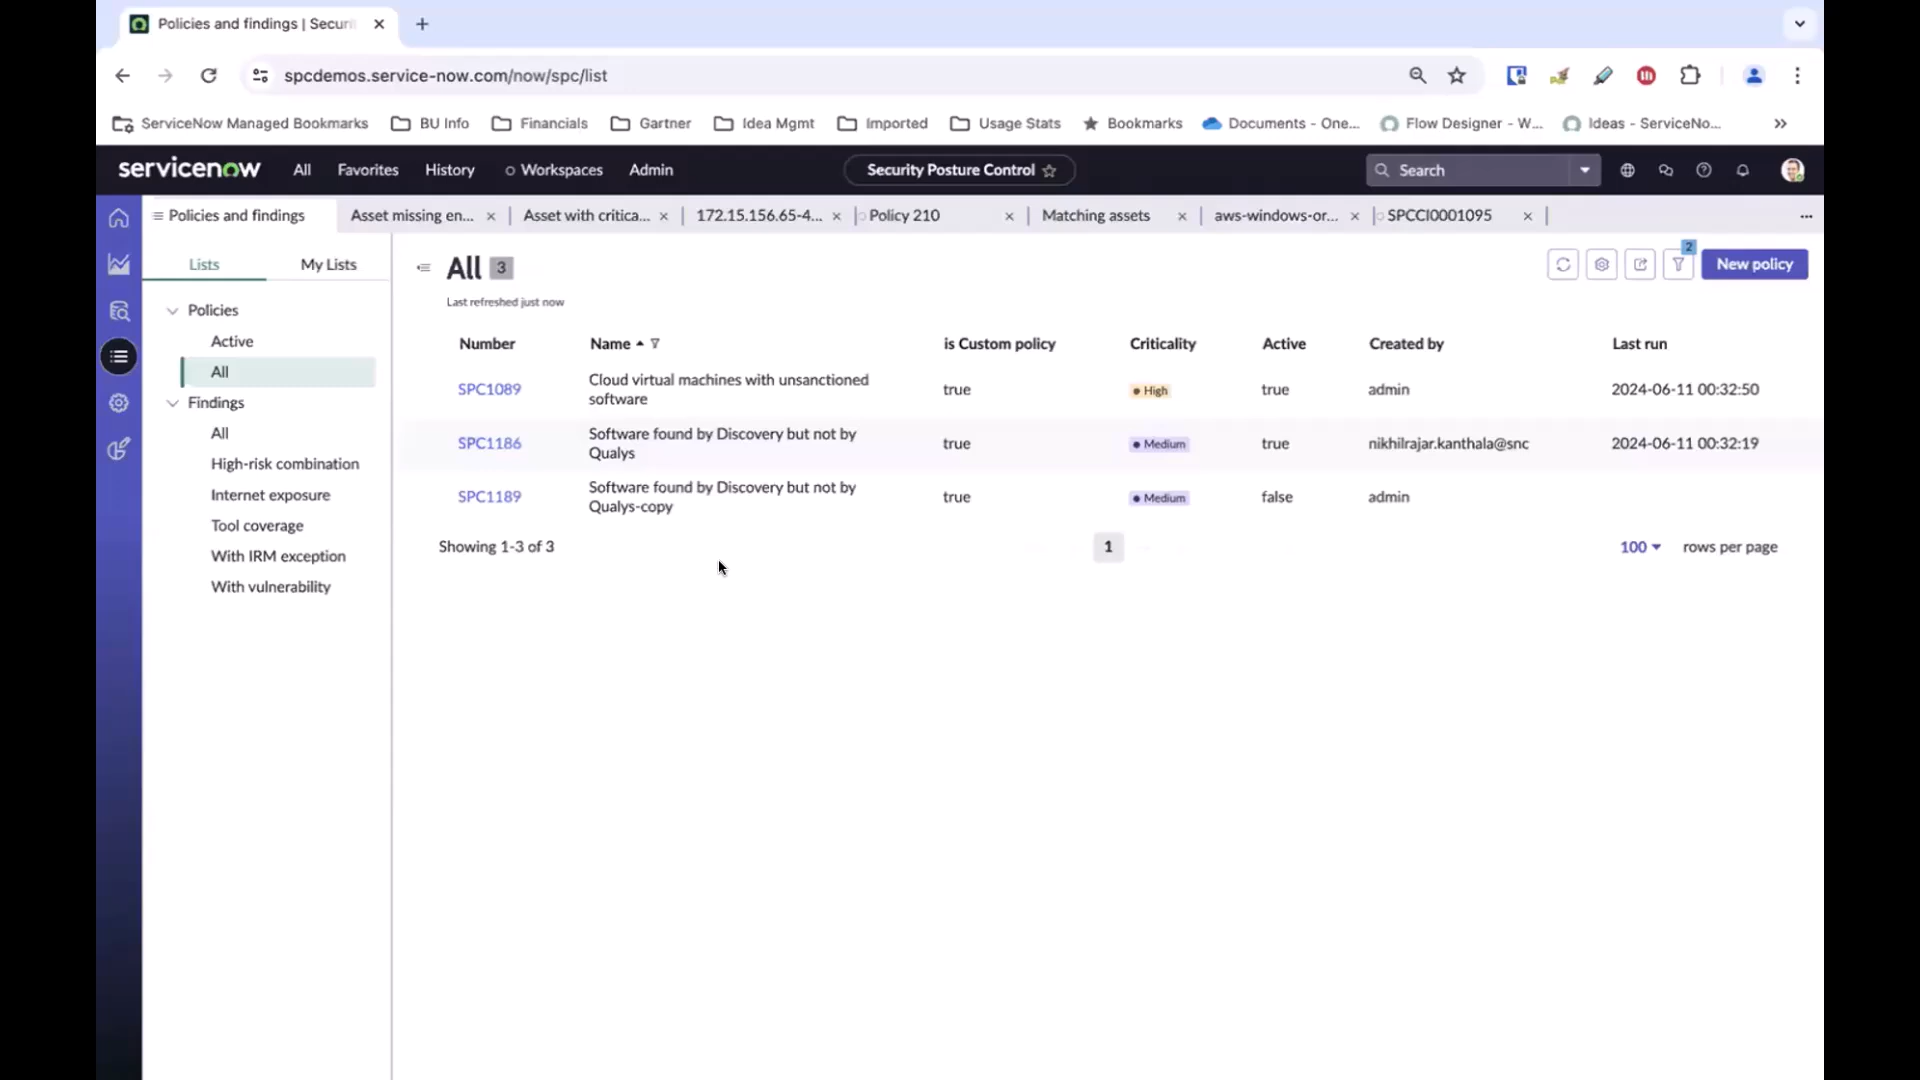 Policies and findings | Securi
spcdemos.service-now.com/now/spc/list
ServiceNow Managed Bookmarks BU Info Financials Gartner Idea Mgmt Imported Usage Stats Bookmarks Documents - One... Flow Designer - W... Ideas - ServiceNo...
servicenow All Favorites History Workspaces Admin Security Posture Control Search
Policies and findings Asset missing en... Asset with critica... 172.15.156.65-4... Policy 210 Matching assets aws-windows-or... SPCCI0001095
Lists My Lists
All 3 2 New policy
Last refreshed just now
Policies
Active
All
Findings
All
High-risk combination
Internet exposure
Tool coverage
With IRM exception
With vulnerability
Number Name is Custom policy Criticality Active Created by Last run
SPC1089 Cloud virtual machines with unsanctioned true High true admin 2024-06-11 00:32:50
software
SPC1186 Software found by Discovery but not by true Medium true nikhilrajar.kanthala@snc 2024-06-11 00:32:19
Qualys
SPC1189 Software found by Discovery but not by true Medium false admin
Qualys-copy
Showing 1-3 of 3 1 100 rows per page